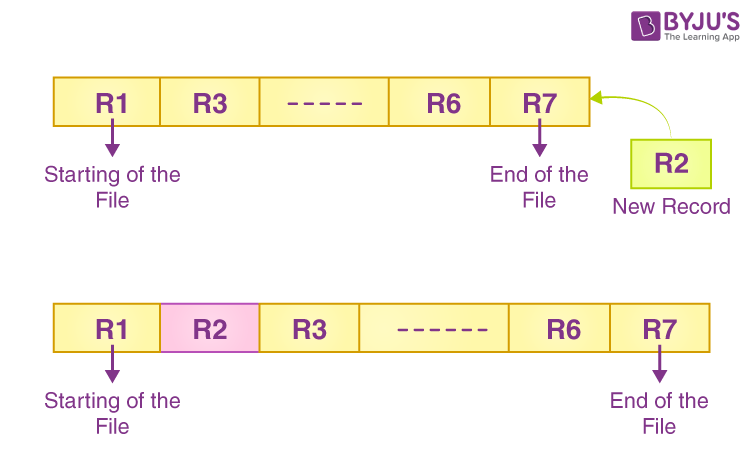 BYJU'S
The Learning App
R1 R3 ----- R6 R7
R2
Starting of the
File
End of the
File
New Record
R1 R2 R3 ------ R6 R7
Starting of the
File
End of the
File